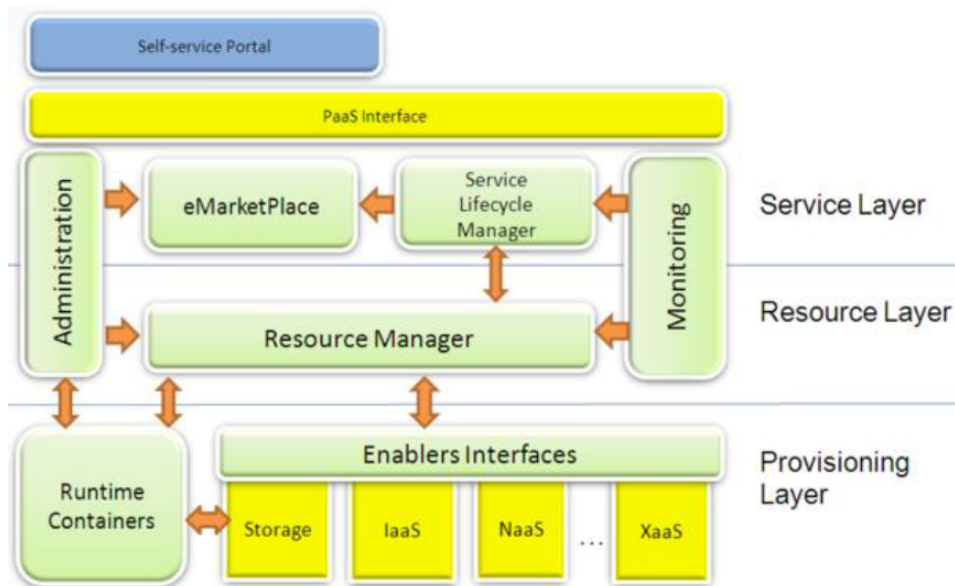 Self-service Portal
PaaS Interface
Administration
eMarketPlace
Service
Lifecycle
Manager
Monitoring
Service Layer
Resource Manager
Resource Layer
Runtime
Containers
Enablers Interfaces
Storage
IaaS
NaaS
...
XaaS
Provisioning
Layer